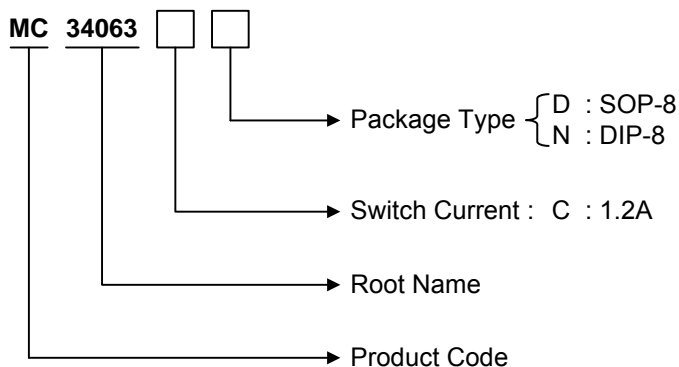 MC 34063
Package Type D : SOP-8
N : DIP-8
Switch Current : C : 1.2A
Root Name
Product Code